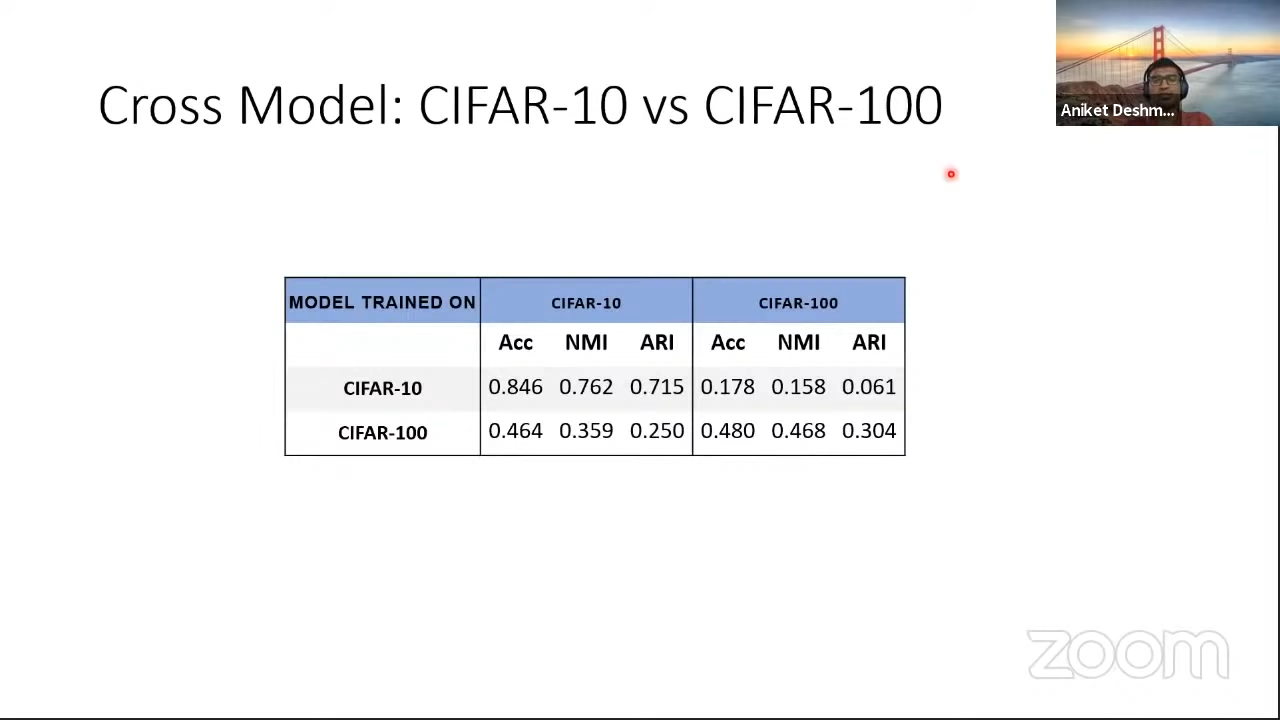 Cross Model: CIFAR-10 vs CIFAR-100
Aniket Deshm...
MODEL TRAINED ON CIFAR-10 CIFAR-100
Acc NMI ARI Acc NMI ARI
CIFAR-10 0.846 0.762 0.715 0.178 0.158 0.061
CIFAR-100 0.464 0.359 0.250 0.480 0.468 0.304
zoom